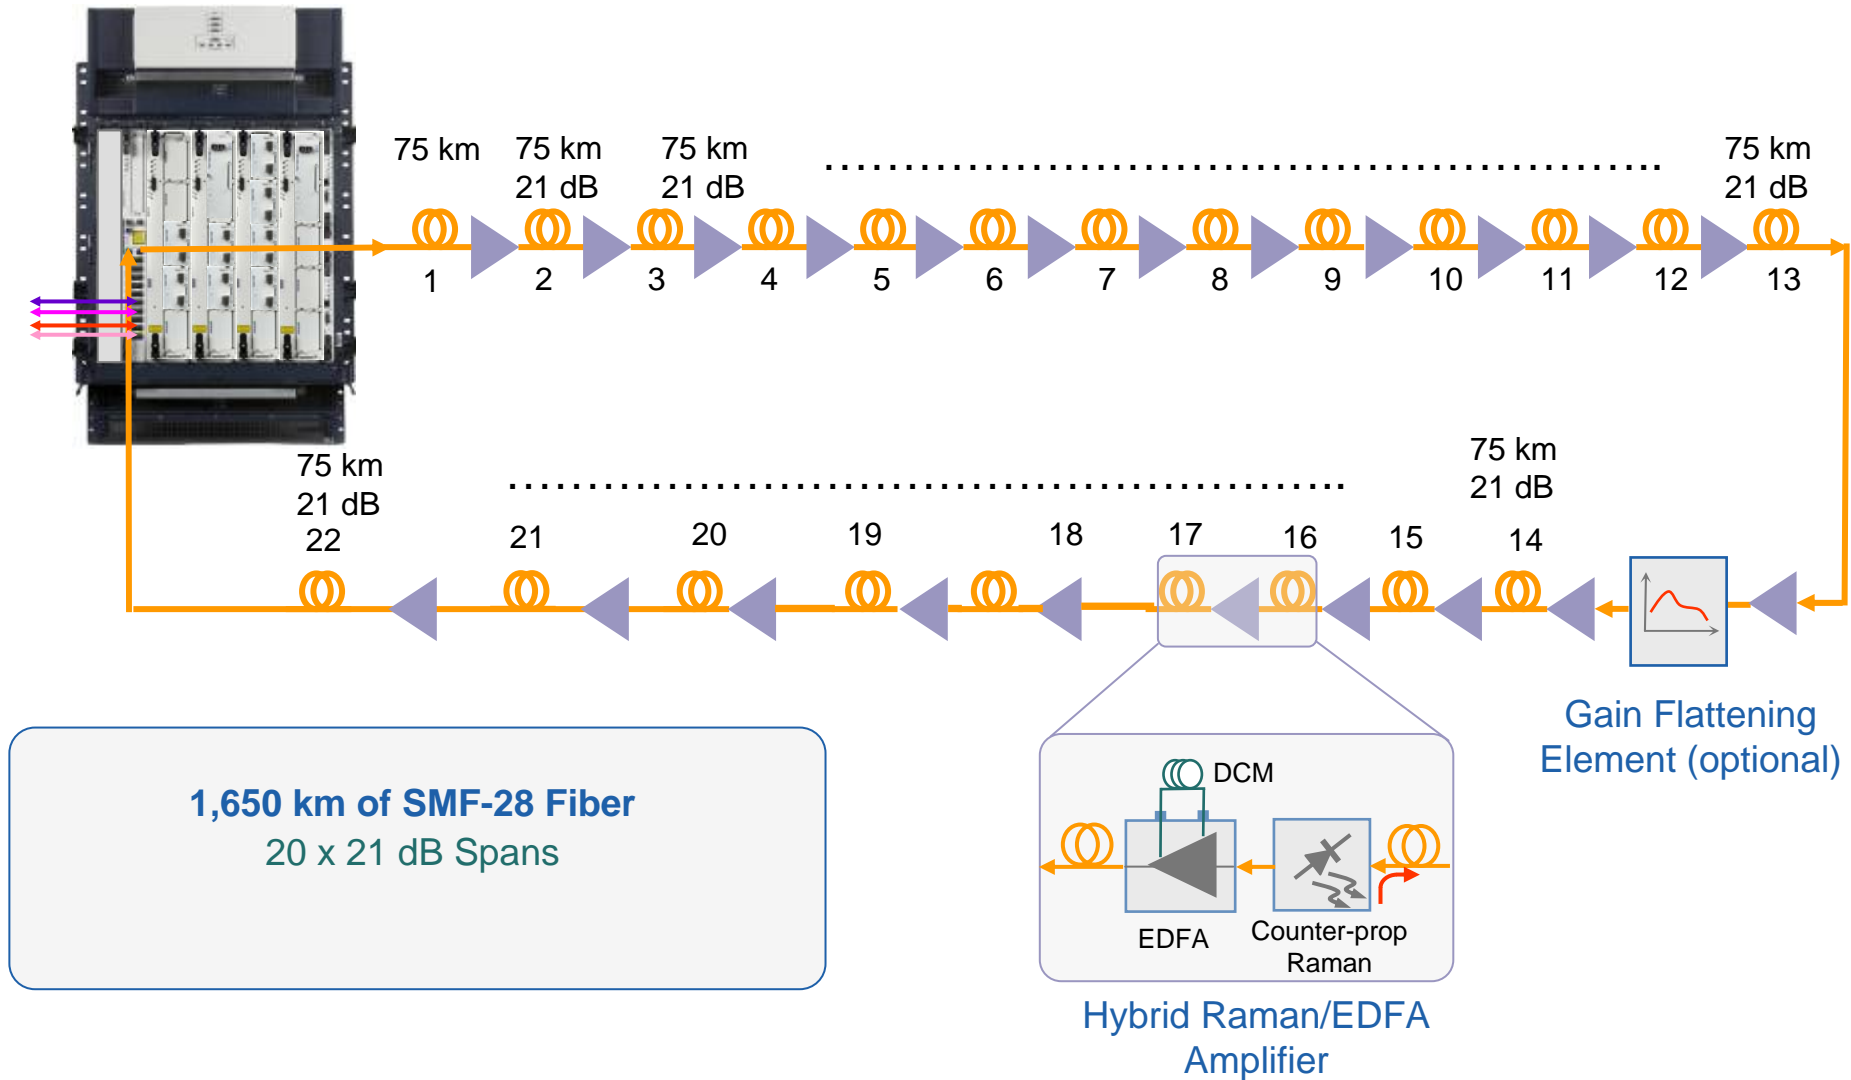 75 km
75 km
21 dB
75 km
21 dB
75 km
21 dB
1
2
3
4
5
6
7
8
9
10
11
12
13
75 km
21 dB
22
21
20
19
18
17
16
15
75 km
21 dB
14
Gain Flattening
Element (optional)
1,650 km of SMF-28 Fiber
20 x 21 dB Spans
DCM
EDFA
Counter-prop
Raman
Hybrid Raman/EDFA
Amplifier